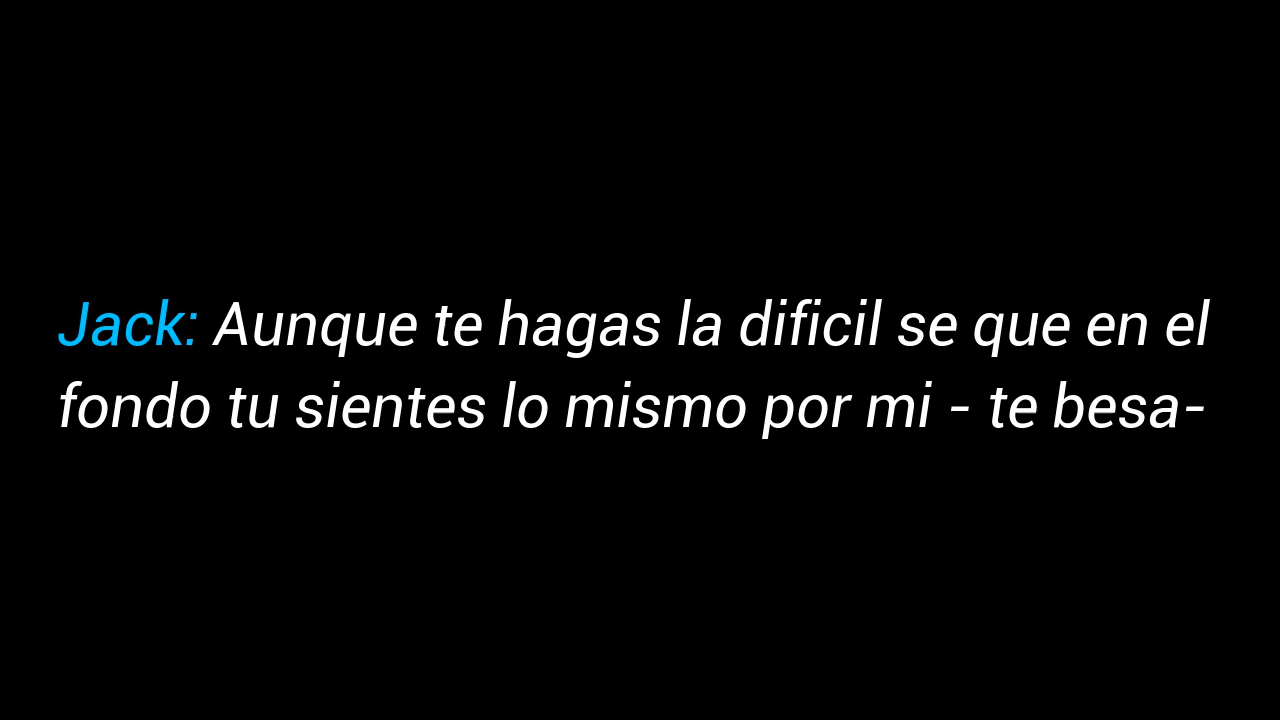 Jack: Aunque te hagas la dificil se que en el
fondo tu sientes lo mismo por mi - te besa-